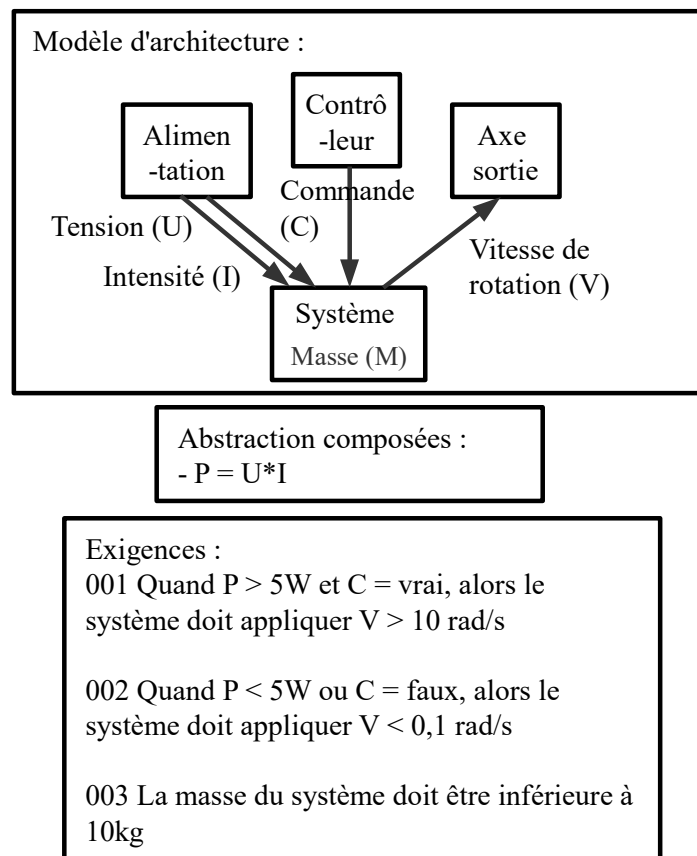 Modèle d'architecture :
Alimen
-tation
Contrô
-leur
Axe
sortie
Tension (U)
Intensité (I)
Commande
(C)
Vitesse de
rotation (V)
Système
Masse (M)
Abstraction composées :
- P = U*I
Exigences :
001 Quand P > 5W et C = vrai, alors le
système doit appliquer V > 10 rad/s
002 Quand P < 5W ou C = faux, alors le
système doit appliquer V < 0,1 rad/s
003 La masse du système doit être inférieure à
10kg